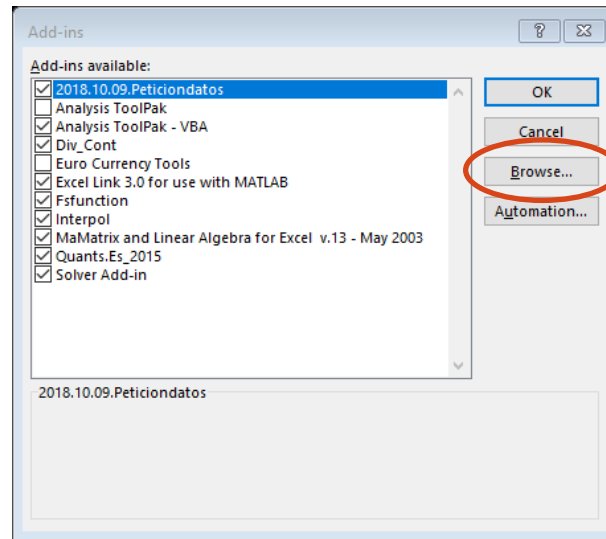 Add-ins
Add-ins available:
2018.10.09.Peticiondatos
Analysis ToolPak
Analysis ToolPak - VBA
Div_Cont
Euro Currency Tools
Excel Link 3.0 for use with MATLAB
Fsfunction
Interpol
MaMatrix and Linear Algebra for Excel  v.13 - May 2003
Quants.Es_2015
Solver Add-in
OK
Cancel
Browse...
Automation...
2018.10.09.Peticiondatos